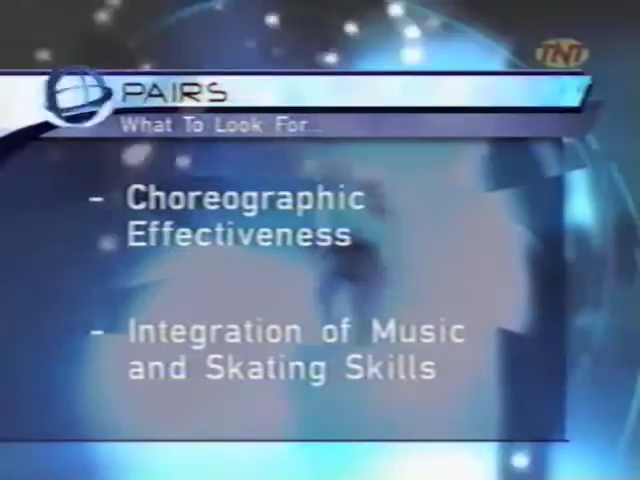 TNT
PAIRS
What To Look For...
- Choreographic
Effectiveness
- Integration of Music
and Skating Skills